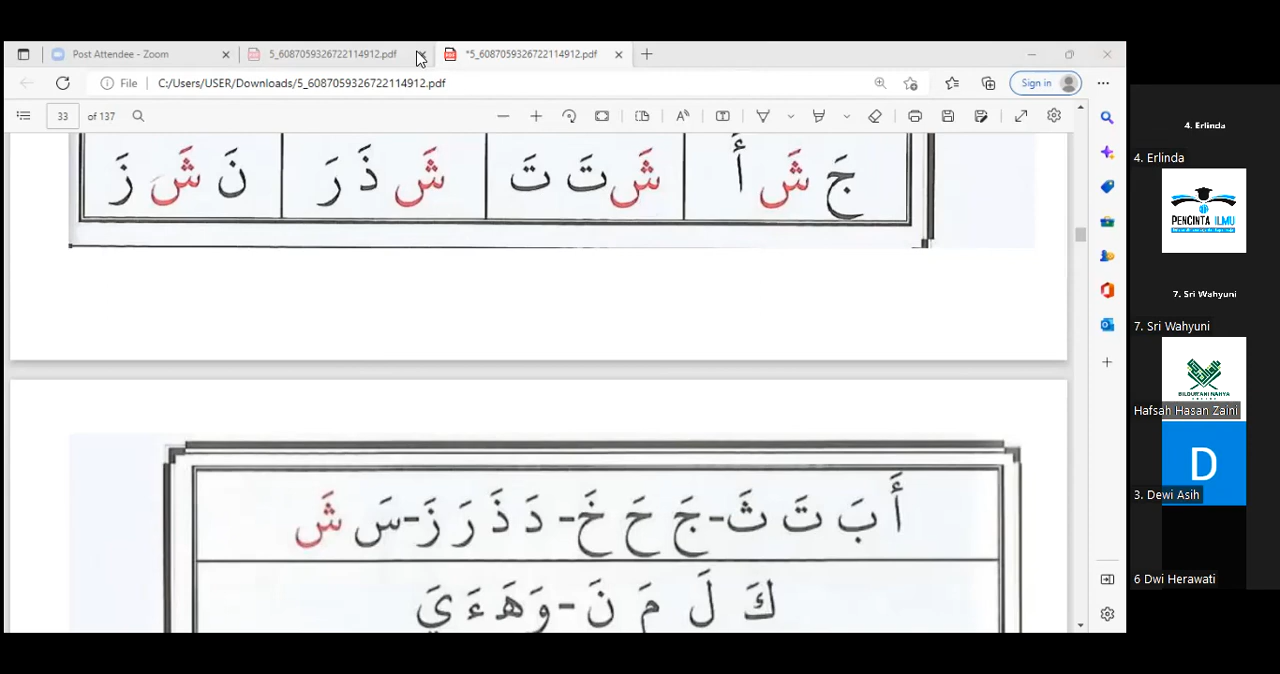 Post Attendee - Zoom
5_6087059326722114912.pdf
*5_6087059326722114912.pdf
File
C:/Users/USER/Downloads/5_6087059326722114912.pdf
Sign in
33 of 137
جَ شَ أَ
شَ تَ تَ
شَ ذَ رَ
نَ شَ زَ
أَ بَ تَ ثَ-جَ حَ خَ- دَ ذَ رَ زَ-سَ شَ
كَ لَ مَ نَ-وَ هَ ءَ يَ
4. Erlinda
4. Erlinda
PENCINTA ILMU
7. Sri Wahyuni
7. Sri Wahyuni
Hafsah Hasan Zaini
D
3. Dewi Asih
6 Dwi Herawati